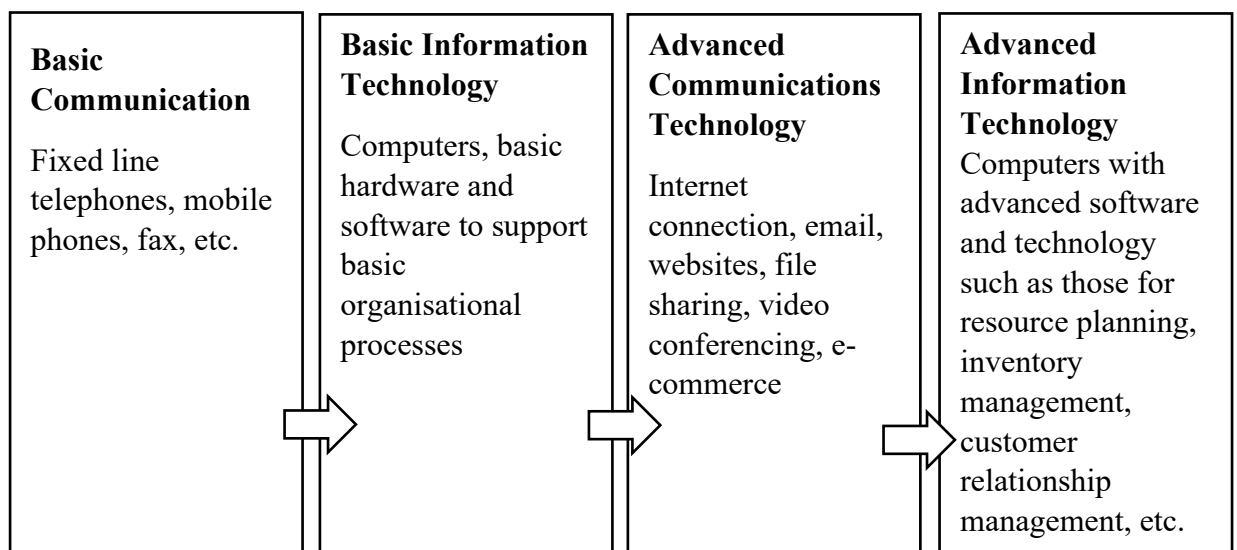 Basic
Communication
Fixed line
telephones, mobile
phones, fax, etc.
Basic Information
Technology
Computers, basic
hardware and
software to support
basic
organisational
processes
Advanced
Communications
Technology
Internet
connection, email,
websites, file
sharing, video
conferencing, e-
commerce
Advanced
Information
Technology
Computers with
advanced software
and technology
such as those for
resource planning,
inventory
management,
customer
relationship
management, etc.